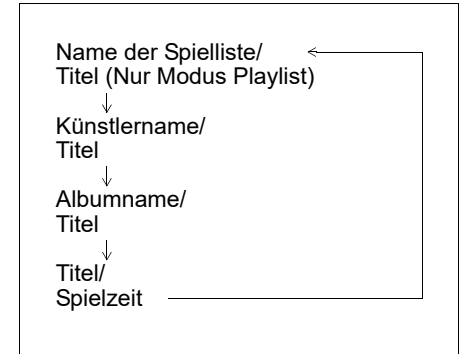 Name der Spielliste/
Titel (Nur Modus Playlist)
Künstlername/
Titel
Albumname/
Titel
Titel/
Spielzeit